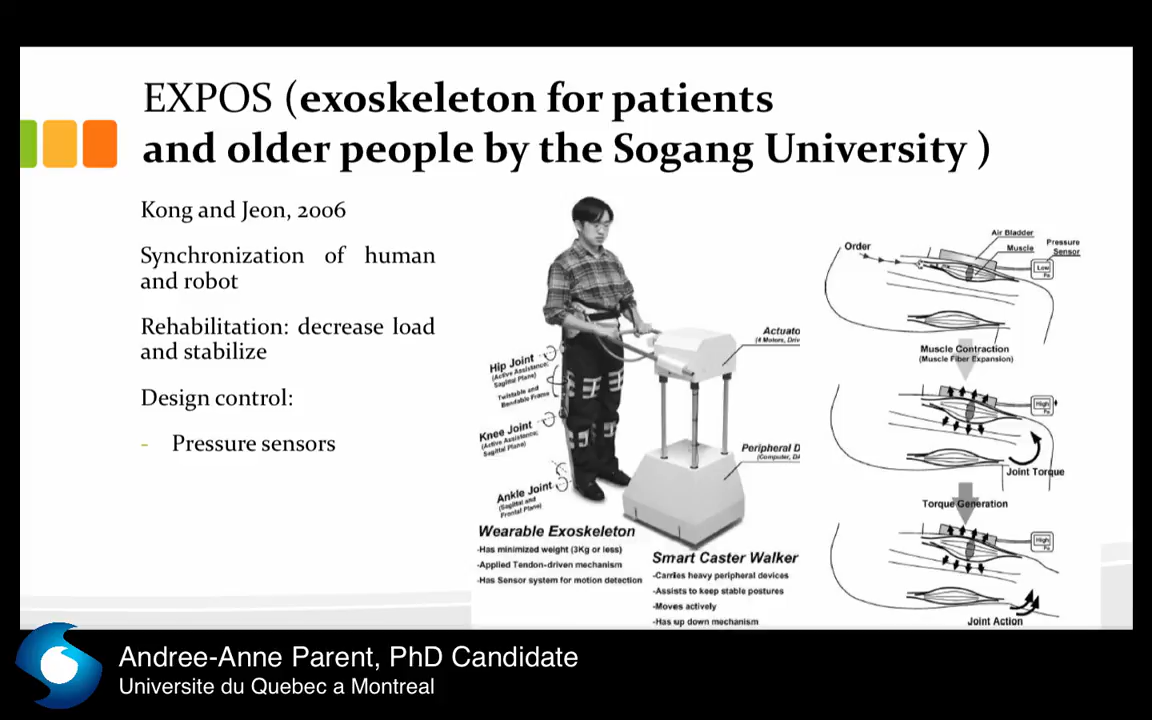 EXPOS (exoskeleton for patients
and older people by the Sogang University )
Kong and Jeon, 2006
Synchronization of human
and robot
Rehabilitation: decrease load
and stabilize
Design control:
- Pressure sensors
Actuato
(4 Motors, Driv
Hip Joint
(Active Assistance;
Sagittal Plane)
Twistable and
Bendable Frame
Knee Joint
(Active Assistance;
Sagittal Plane)
Peripheral D
(Computer, DA
Ankle Joint
(Sagittal and
Frontal Plane)
Wearable Exoskeleton
-Has minimized weight (3Kg or less)
-Applied Tendon-driven mechanism
-Has Sensor system for motion detection
Smart Caster Walker
-Carries heavy peripheral devices
-Assists to keep stable postures
-Moves actively
-Has up down mechanism
Air Bladder
Order
Muscle
Pressure
Sensor
Low
Pa
Muscle Contraction
(Muscle Fiber Expansion)
High
Pa
Joint Torque
Torque Generation
High
Pa
Joint Action
Andree-Anne Parent, PhD Candidate
Universite du Quebec a Montreal